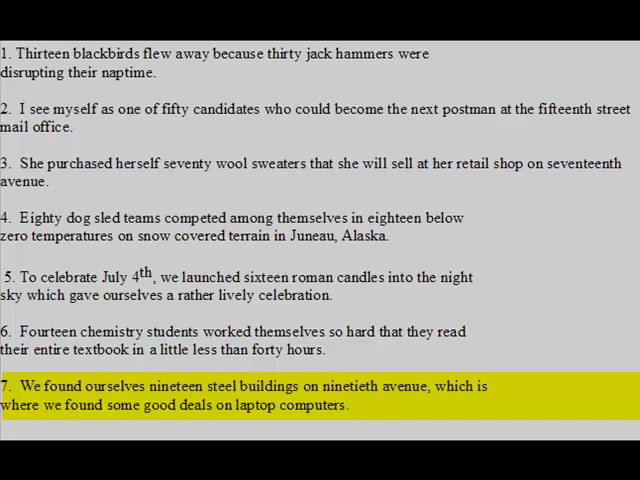 1. Thirteen blackbirds flew away because thirty jack hammers were
disrupting their naptime.
2. I see myself as one of fifty candidates who could become the next postman at the fifteenth street
mail office.
3. She purchased herself seventy wool sweaters that she will sell at her retail shop on seventeenth
avenue.
4. Eighty dog sled teams competed among themselves in eighteen below
zero temperatures on snow covered terrain in Juneau, Alaska.
5. To celebrate July 4th, we launched sixteen roman candles into the night
sky which gave ourselves a rather lively celebration.
6. Fourteen chemistry students worked themselves so hard that they read
their entire textbook in a little less than forty hours.
7. We found ourselves nineteen steel buildings on ninetieth avenue, which is
where we found some good deals on laptop computers.